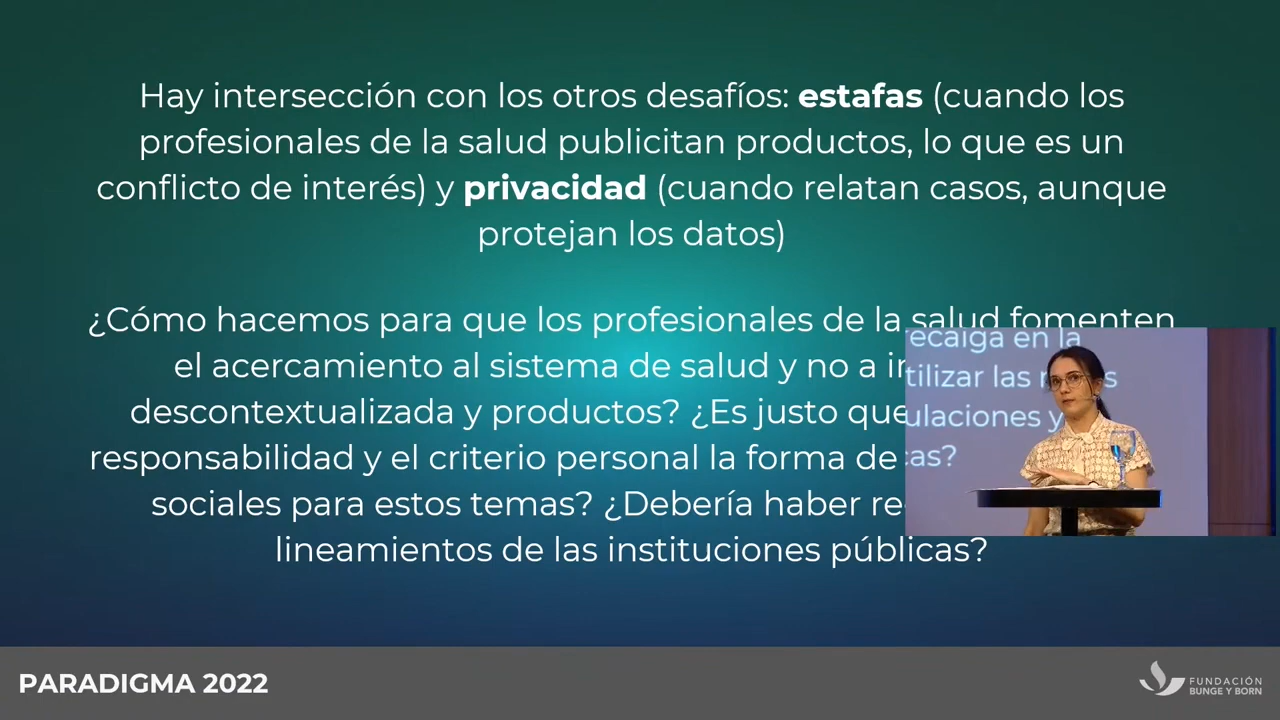 Hay intersección con los otros desafíos: estafas (cuando los
profesionales de la salud publicitan productos, lo que es un
conflicto de interés) y privacidad (cuando relatan casos, aunque
protejan los datos)
¿Cómo hacemos para que los profesionales de la salud fomenten
el acercamiento al sistema de salud y no a
descontextualizada y productos? ¿Es justo que
responsabilidad y el criterio personal la forma de
sociales para estos temas? ¿Debería haber
lineamientos de las instituciones públicas?
ecaiga en la
tilizar las
ulaciones y
cas?
PARADIGMA 2022
FUNDACIÓN
BUNGE Y BORN